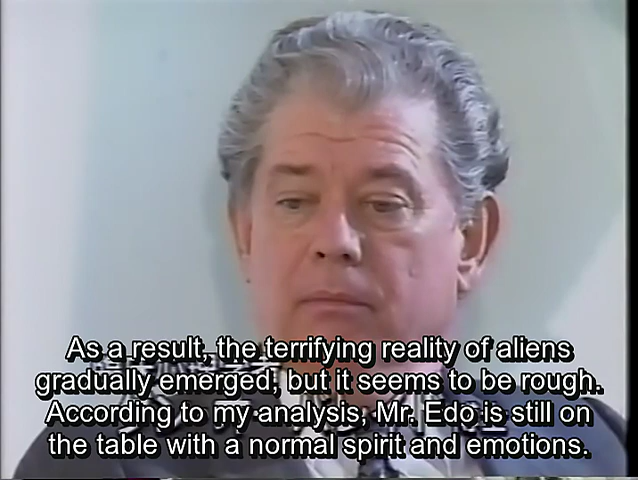 As a result, the terrifying reality of aliens
gradually emerged, but it seems to be rough.
According to my analysis, Mr. Edo is still on
the table with a normal spirit and emotions.